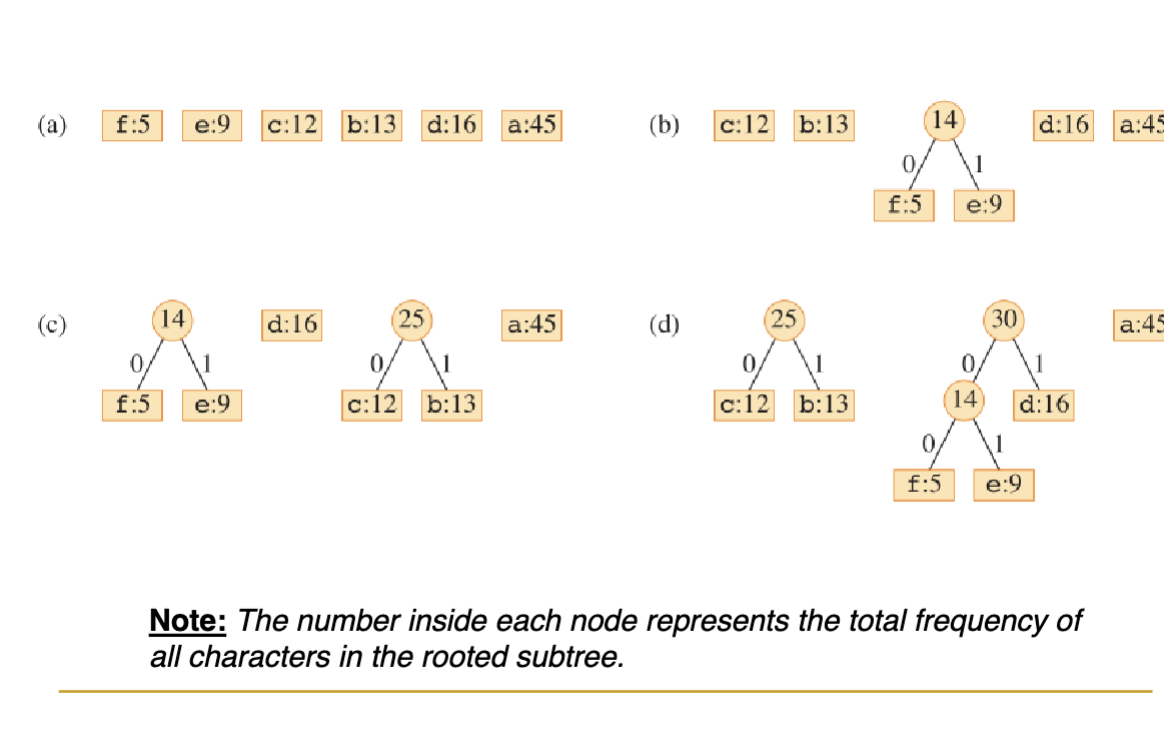 (a) f:5 e:9 c:12 b:13 d:16 a:45
(b) c:12 b:13 14 d:16 a:45
0 1
f:5 e:9
(c) 14 d:16 25 a:45
0 1 0 1
f:5 e:9 c:12 b:13
(d) 25 30 a:45
0 1 0 1
c:12 b:13 14 d:16
0 1
f:5 e:9
Note: The number inside each node represents the total frequency of
all characters in the rooted subtree.